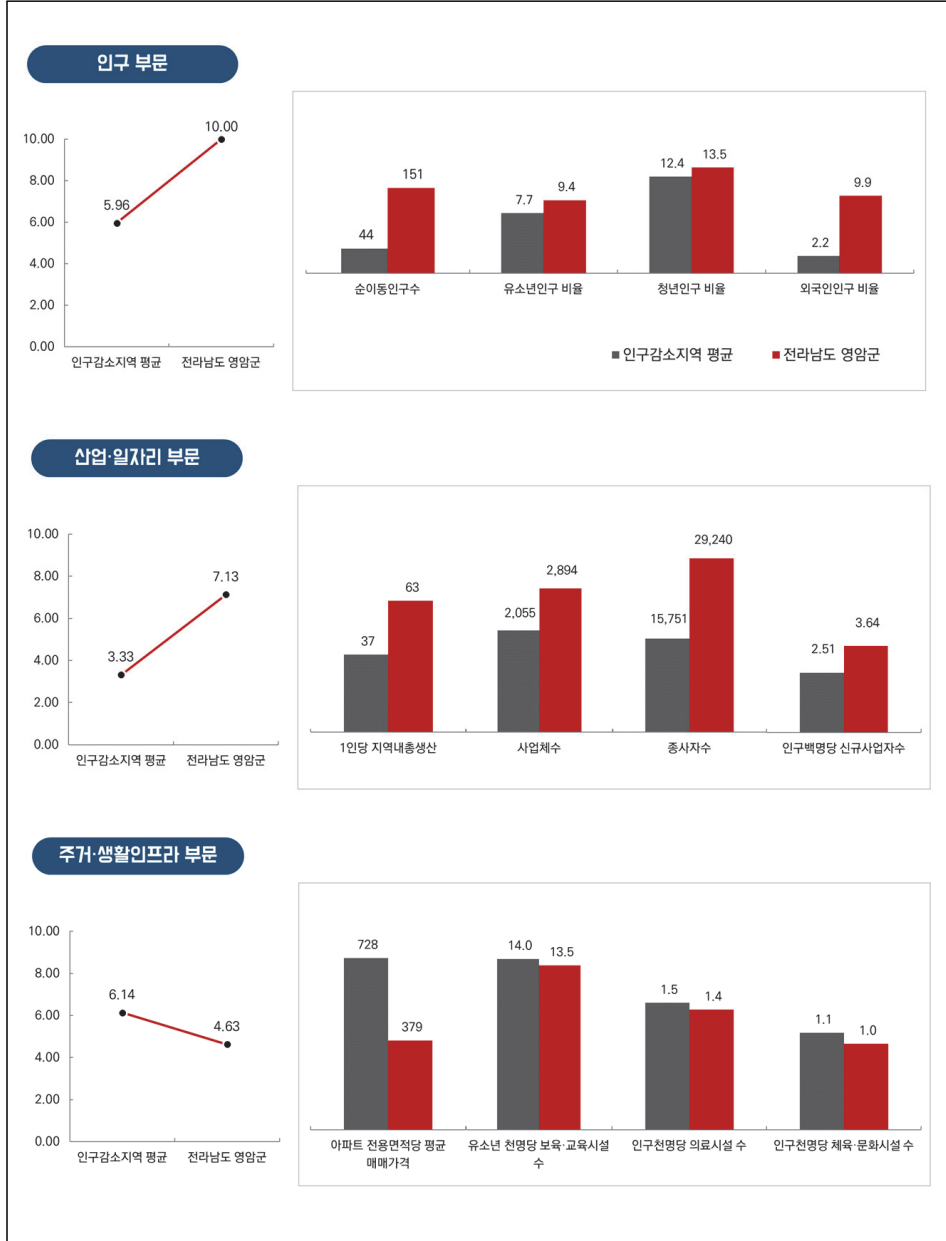 인구 부문
10.00
8.00
6.00
4.00
2.00
0.00
5.96
10.00
인구감소지역 평균
전라남도 영암군
44
151
7.7
9.4
12.4
13.5
2.2
9.9
순이동인구수
유소년인구 비율
청년인구 비율
외국인인구 비율
인구감소지역 평균
전라남도 영암군
산업·일자리 부문
10.00
8.00
6.00
4.00
2.00
0.00
3.33
7.13
인구감소지역 평균
전라남도 영암군
37
63
2,055
2,894
15,751
29,240
2.51
3.64
1인당 지역내총생산
사업체수
종사자수
인구백명당 신규사업자수
주거·생활인프라 부문
10.00
8.00
6.00
4.00
2.00
0.00
6.14
4.63
인구감소지역 평균
전라남도 영암군
728
379
14.0
13.5
1.5
1.4
1.1
1.0
아파트 전용면적당 평균
매매가격
유소년 천명당 보육·교육시설
수
인구천명당 의료시설 수
인구천명당 체육·문화시설 수